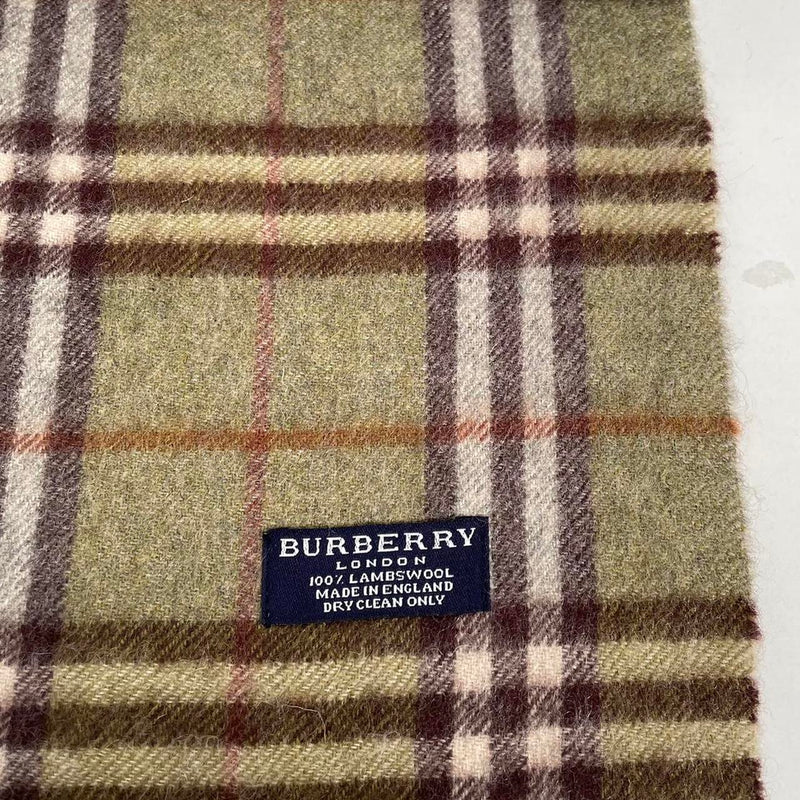 BURBERRY
LONDON
100% LAMBSWOOL
MADE IN ENGLAND
DRY CLEAN ONLY